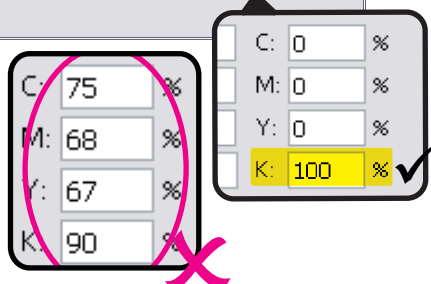 C: 75 %
M: 68 %
Y: 67 %
K: 90 %
C: 0 %
M: 0 %
Y: 0 %
K: 100 %